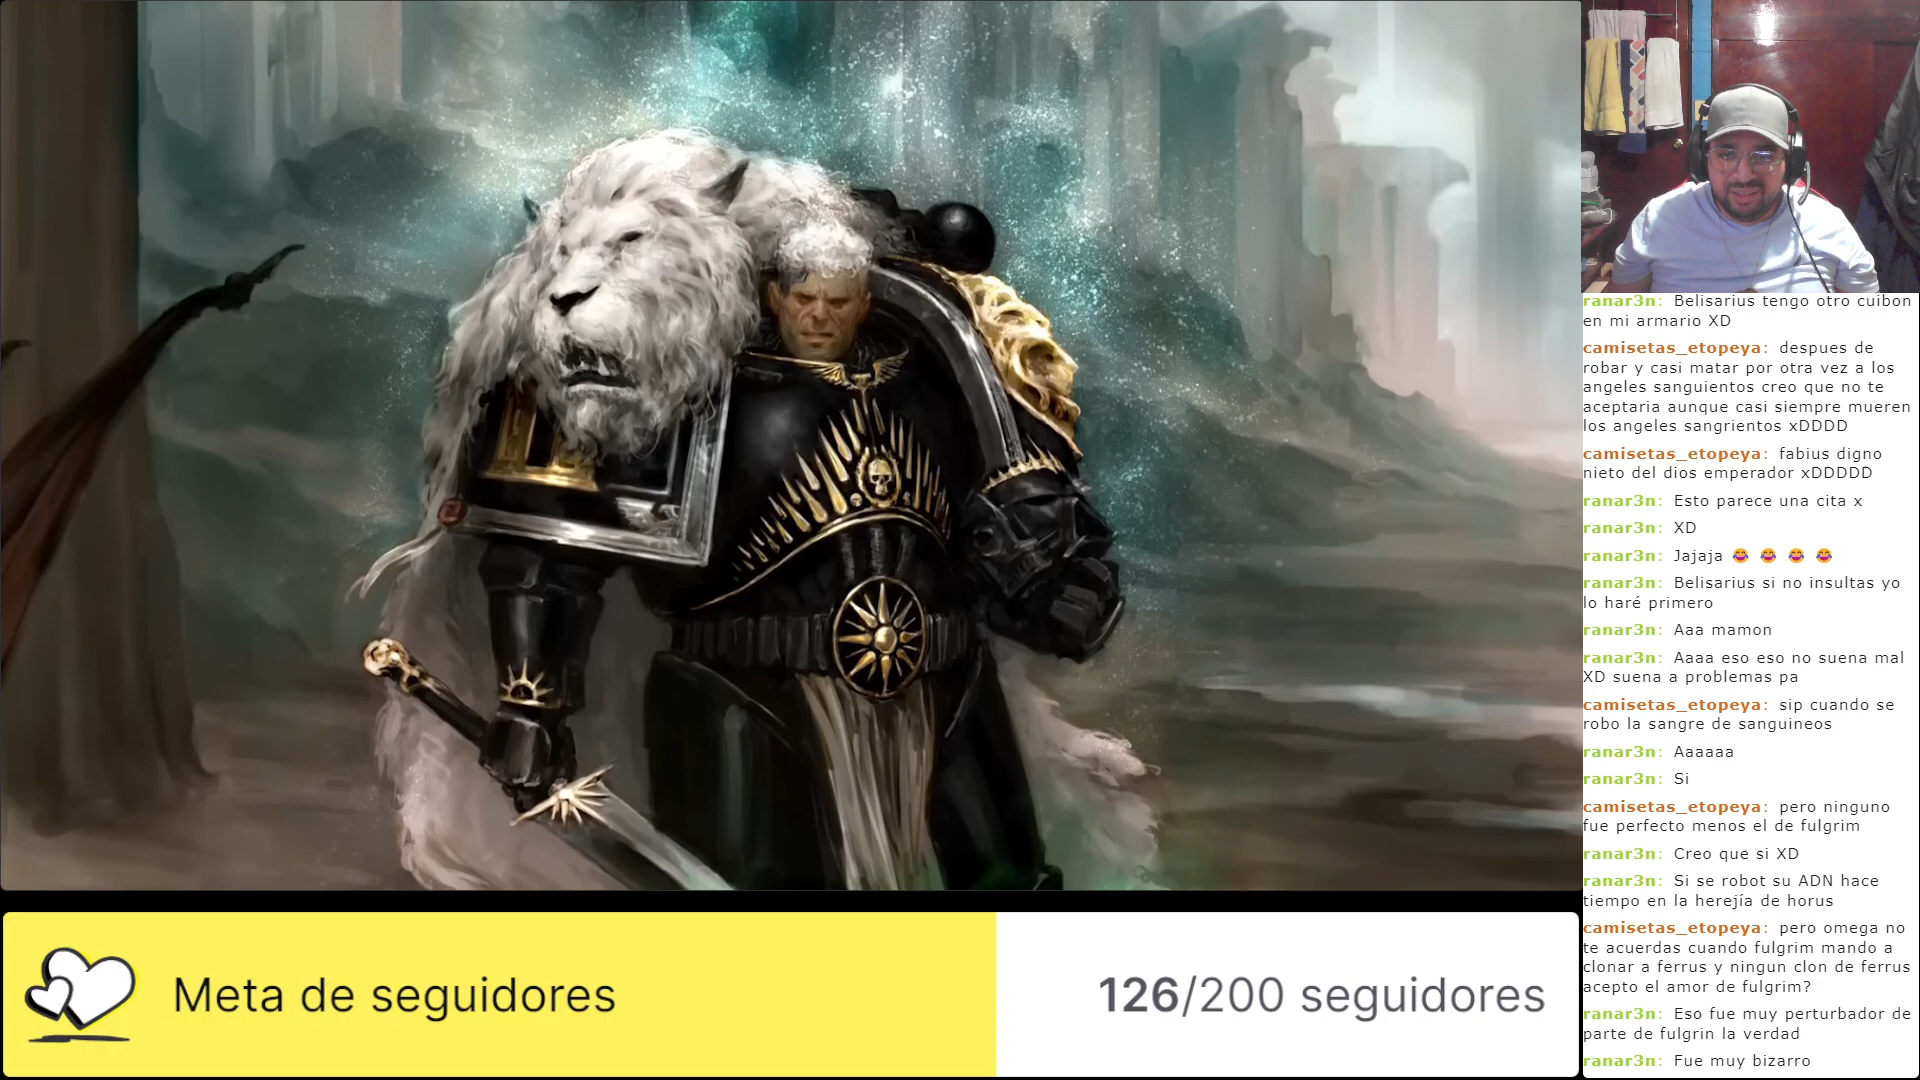 ranar3n: Belisarius tengo otro cuibon
en mi armario XD
camisetas_etopeya: despues de
robar y casi matar por otra vez a los
angeles sanguientos creo que no te
aceptaria aunque casi siempre mueren
los angeles sangrientos xDDDD
camisetas_etopeya: fabius digno
nieto del dios emperador xDDDDD
ranar3n: Esto parece una cita x
ranar3n: XD
ranar3n: Jajaja 😂 😂 😂 😂
ranar3n: Belisarius si no insultas yo
lo haré primero
ranar3n: Aaa mamon
ranar3n: Aaaa eso eso no suena mal
XD suena a problemas pa
camisetas_etopeya: sip cuando se
robo la sangre de sanguineos
ranar3n: Aaaaaa
ranar3n: Si
camisetas_etopeya: pero ninguno
fue perfecto menos el de fulgrim
ranar3n: Creo que si XD
ranar3n: Si se robot su ADN hace
tiempo en la herejía de horus
camisetas_etopeya: pero omega no
te acuerdas cuando fulgrim mando a
clonar a ferrus y ningun clon de ferrus
acepto el amor de fulgrim?
ranar3n: Eso fue muy perturbador de
parte de fulgrin la verdad
ranar3n: Fue muy bizarro
Meta de seguidores
126/200 seguidores